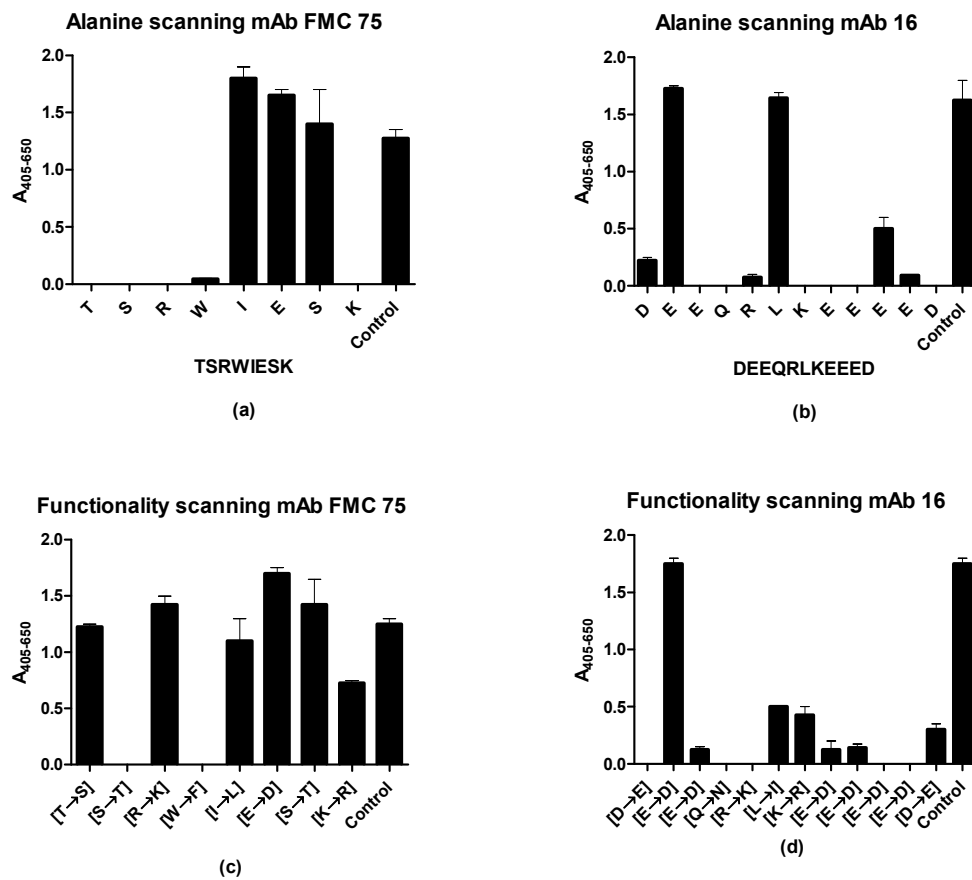 Alanine scanning mAb FMC 75
2.0
1.5
1.0
0.5
0.0
A405-650
T S R W I E S K Control
TSRWIESK
(a)
Alanine scanning mAb 16
2.0
1.5
1.0
0.5
0.0
A405-650
D E E Q R L K E E E E D Control
DEEQRLKEEED
(b)
Functionality scanning mAb FMC 75
2.0
1.5
1.0
0.5
0.0
A405-650
[T→S] [S→T] [R→K] [W→F] [I→L] [E→D] [S→T] [K→R] Control
(c)
Functionality scanning mAb 16
2.0
1.5
1.0
0.5
0.0
A405-650
[D→E] [E→D] [E→D] [Q→N] [R→K] [L→I] [K→R] [E→D] [E→D] [E→D] [E→D] [D→E] Control
(d)